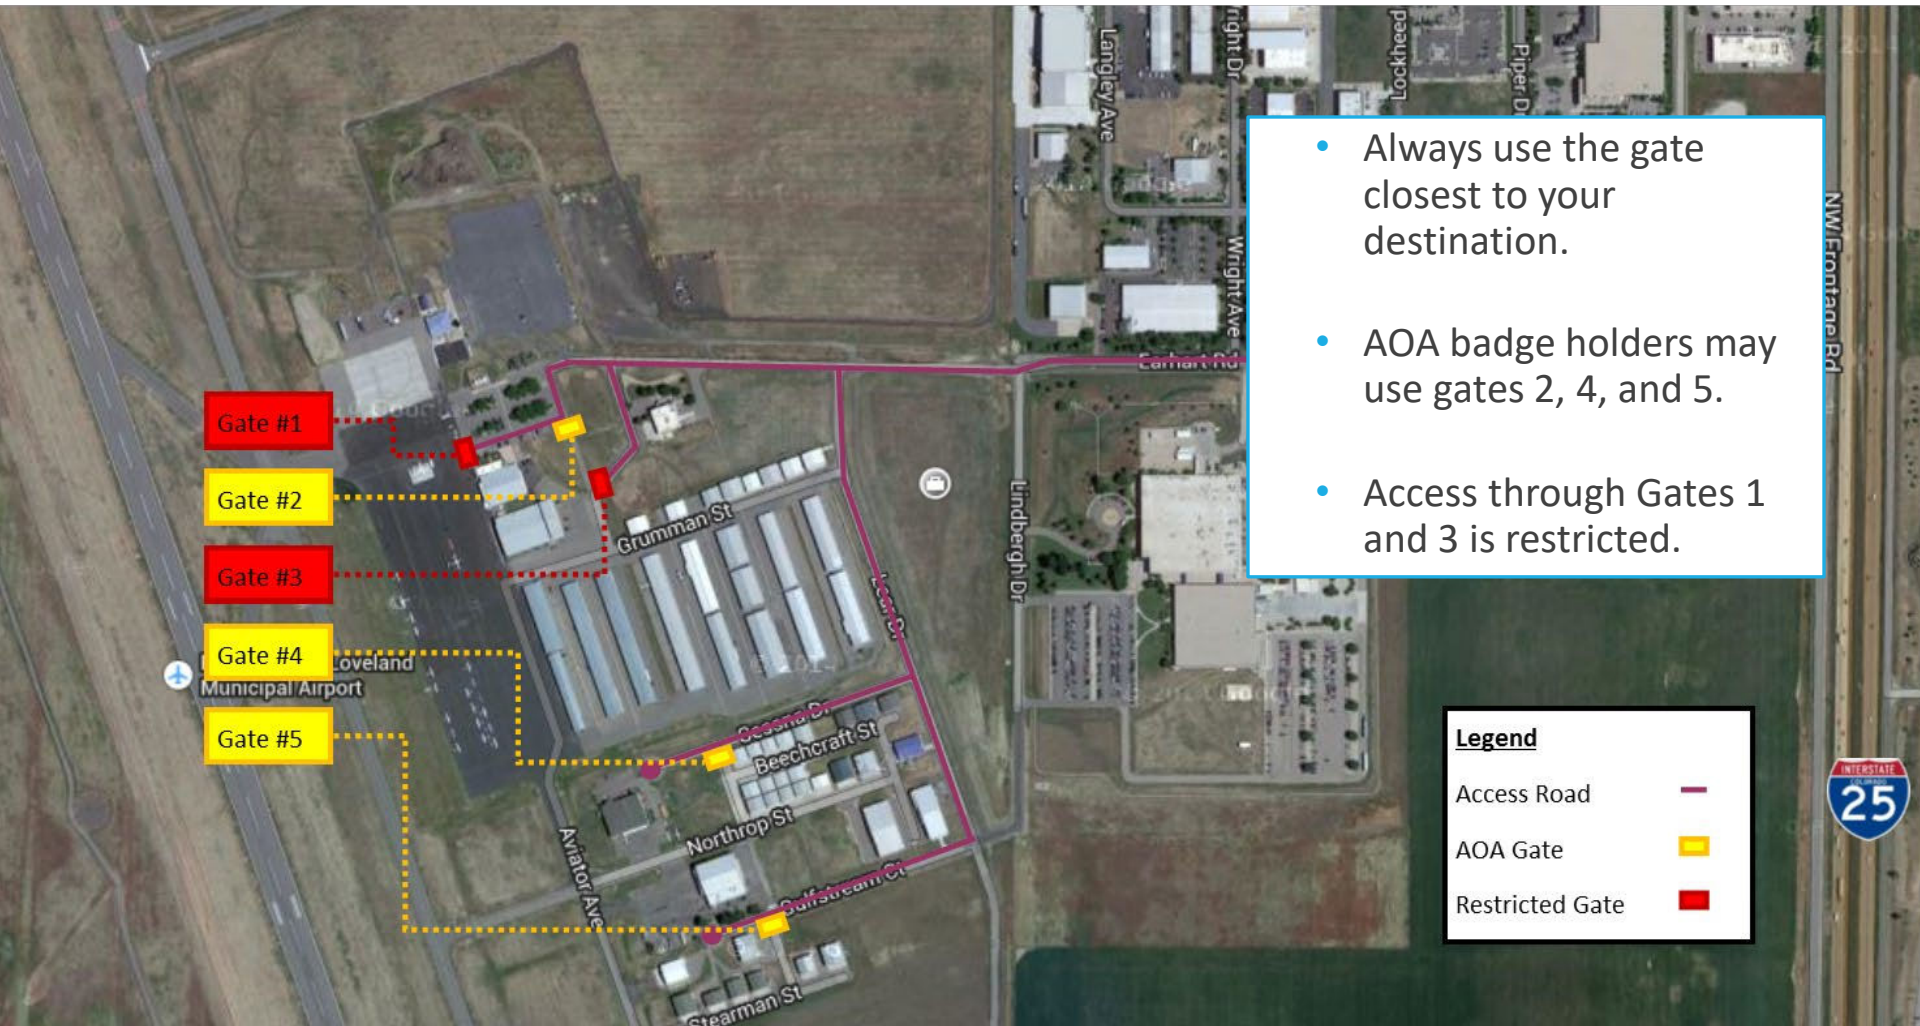 Langley Ave
Wright Dr
Lockheed
Piper D
• Always use the gate
closest to your
destination.
• AOA badge holders may
use gates 2, 4, and 5.
• Access through Gates 1
and 3 is restricted.
Wright Ave
NW Frontage Rd
Earhart Rd
Gate #1
Gate #2
Gate #3
Gate #4
Gate #5
Grumman St
Lindbergh Dr
Lear Dr
Loveland
Municipal Airport
Cessna Dr
Beechcraft St
Northrop St
Aviator Ave
Gulfstream Ct
Stearman St
Legend
Access Road
AOA Gate
Restricted Gate
INTERSTATE
COLORADO
25